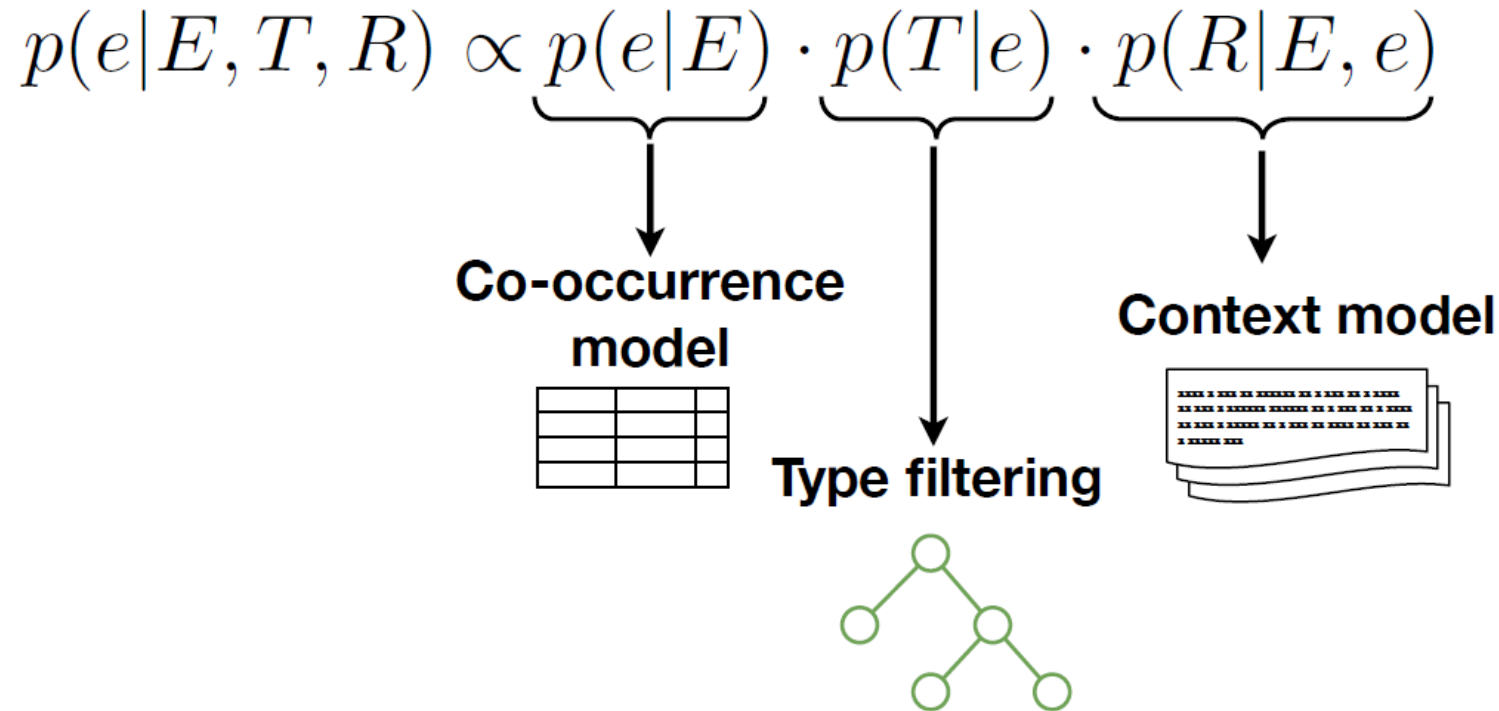 p(e|E, T, R) ∝ p(e|E) · p(T|e) · p(R|E, e)
Co-occurrence
model
Context model
Type filtering